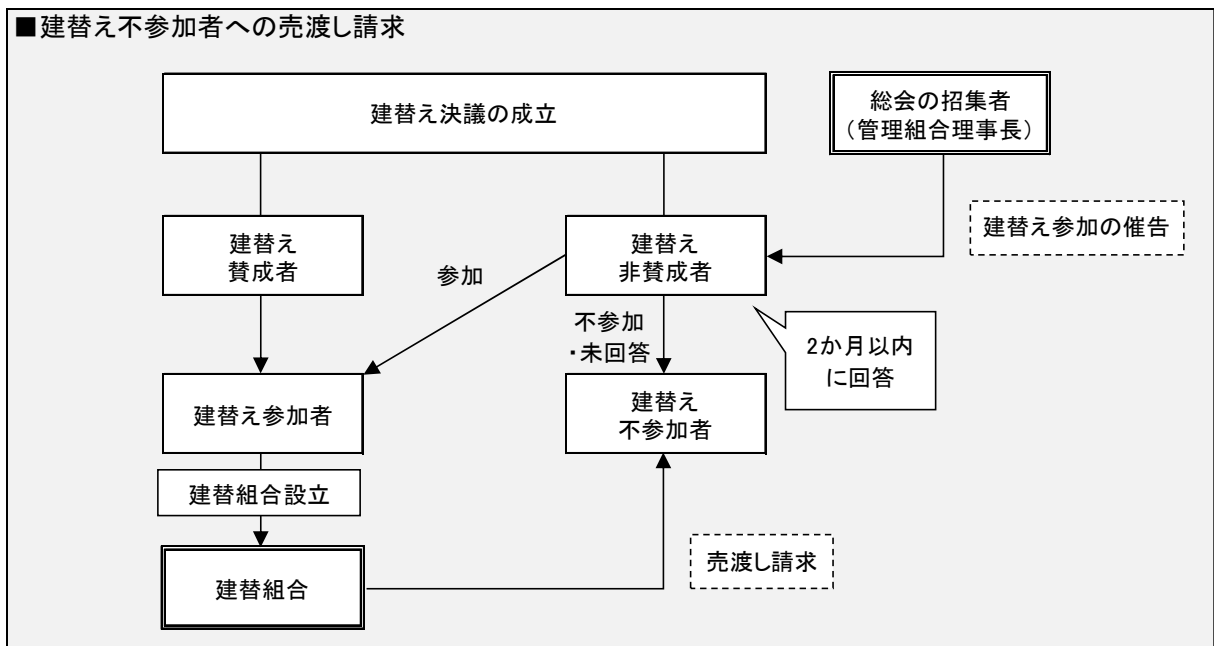 ■建替え不参加者への売渡し請求
建替え決議の成立
総会の招集者
（管理組合理事長）
建替え参加の催告
建替え
賛成者
参加
建替え
非賛成者
不参加
・未回答
2か月以内
に回答
建替え参加者
建替え
不参加者
建替組合設立
売渡し請求
建替組合